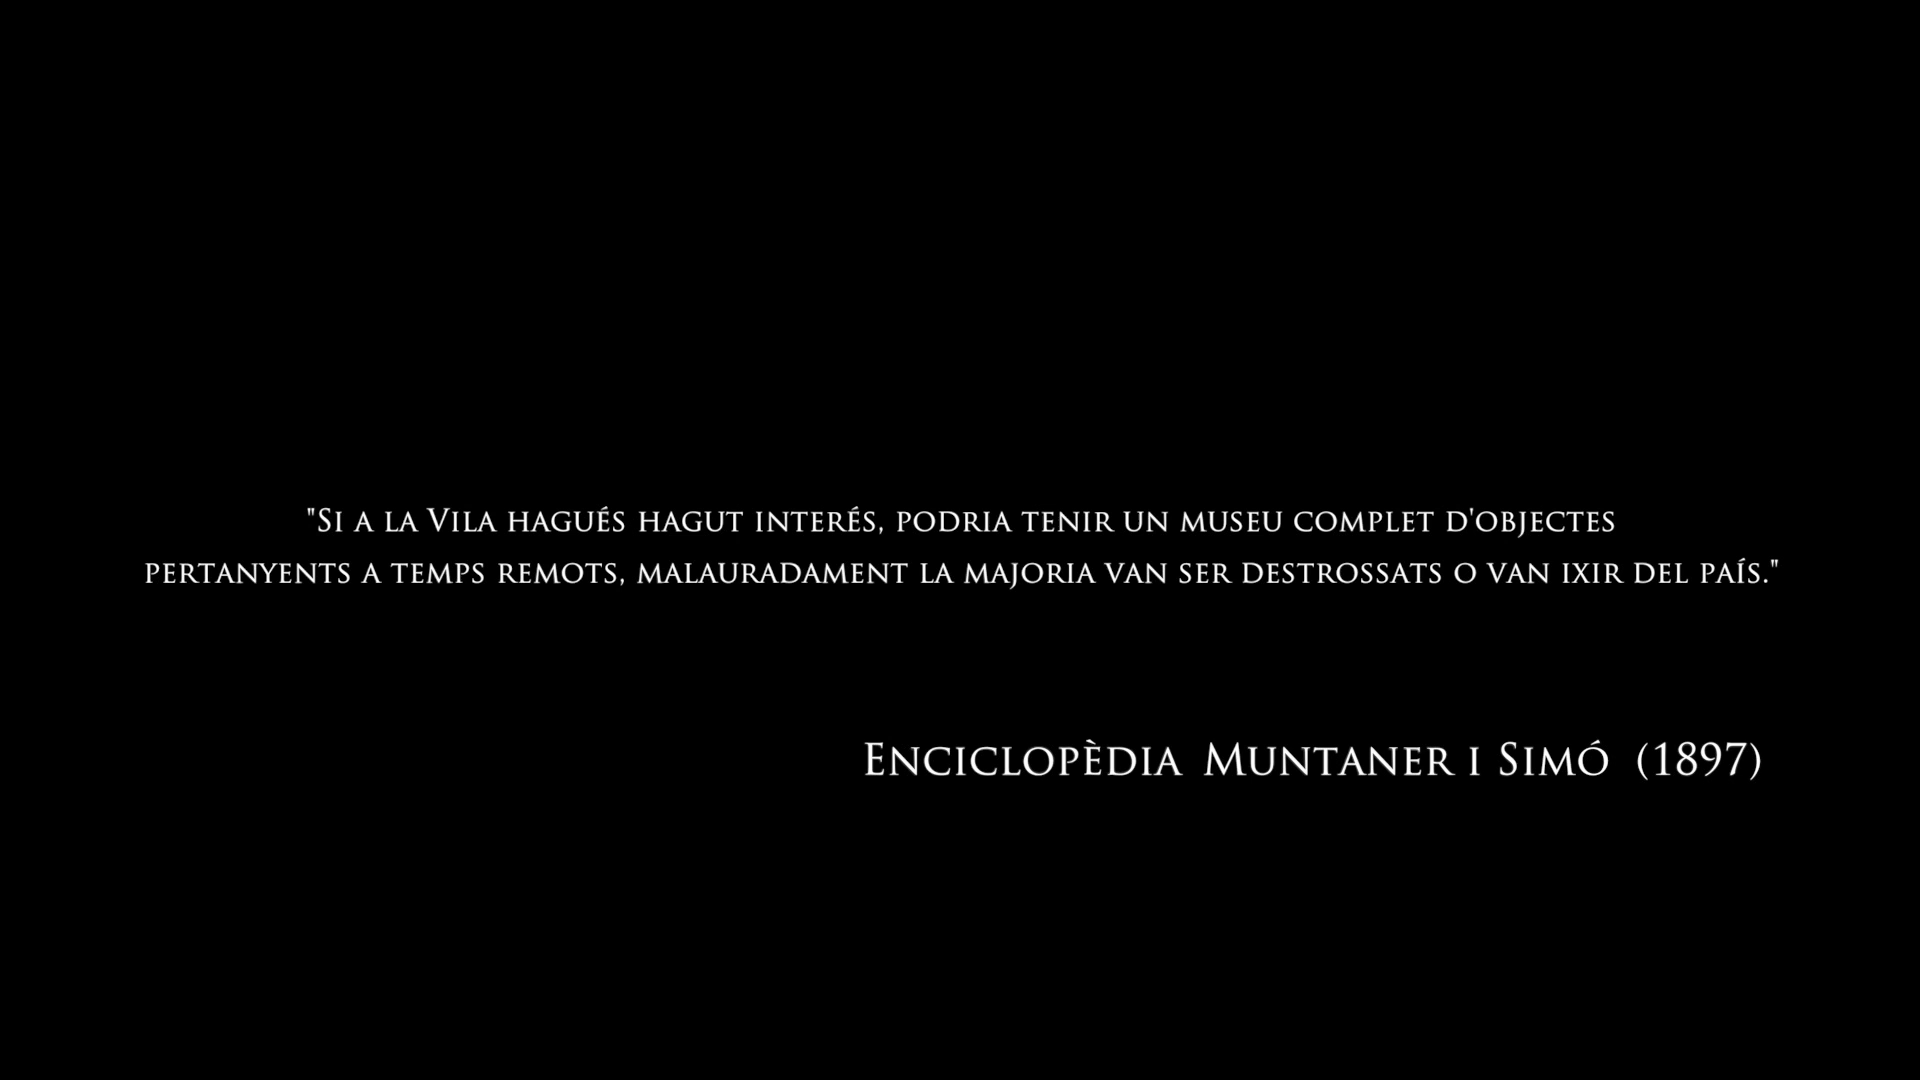 "Si a la Vila hagués hagut interés, podria tenir un museu complet d'objectes
pertanyents a temps remots, malauradament la majoria van ser destrossats o van ixir del país."
Enciclopèdia Muntaner i Simó (1897)